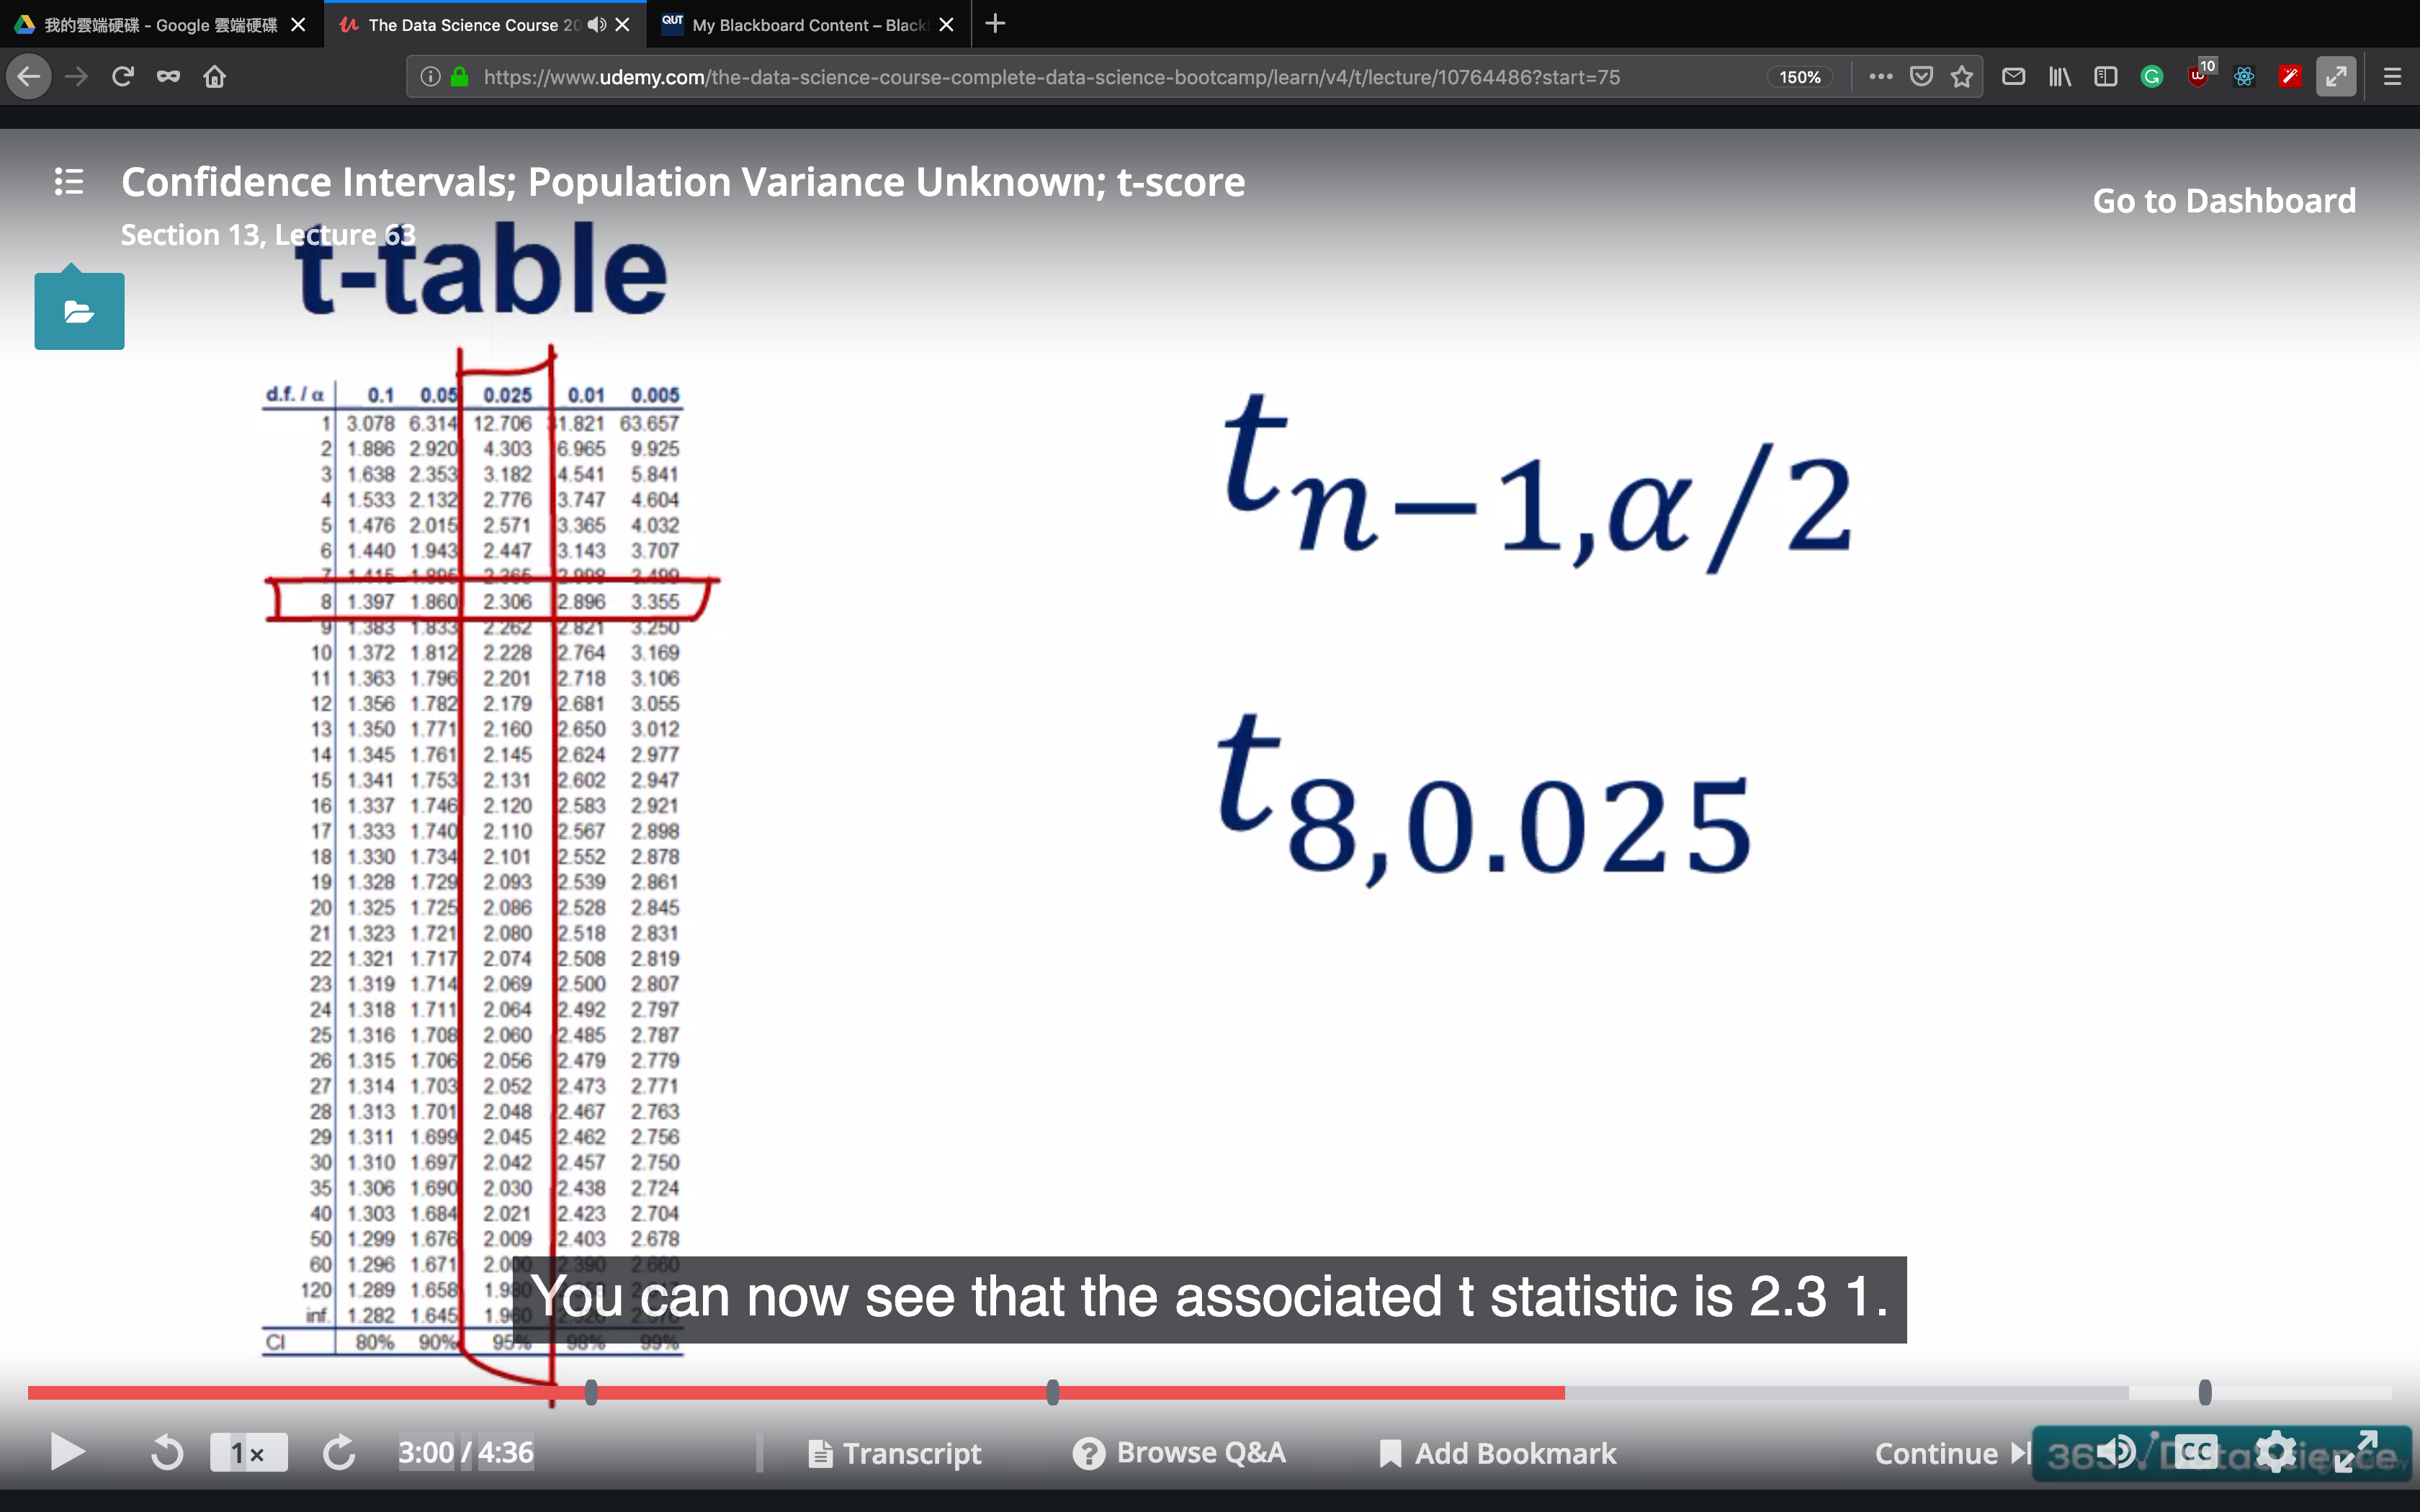 我的雲端硬碟 - Google 雲端硬碟
The Data Science Course 20
QUT My Blackboard Content – Black
https://www.udemy.com/the-data-science-course-complete-data-science-bootcamp/learn/v4/t/lecture/10764486?start=75
150%
10
Confidence Intervals; Population Variance Unknown; t-score
Go to Dashboard
Section 13, Lecture 63
t-table
d.f. / α 0.1 0.05 0.025 0.01 0.005
1 3.078 6.314 12.706 31.821 63.657
2 1.886 2.920 4.303 6.965 9.925
3 1.638 2.353 3.182 4.541 5.841
4 1.533 2.132 2.776 3.747 4.604
5 1.476 2.015 2.571 3.365 4.032
6 1.440 1.943 2.447 3.143 3.707
7 1.415 1.895 2.365 2.998 3.499
8 1.397 1.860 2.306 2.896 3.355
9 1.383 1.833 2.262 2.821 3.250
10 1.372 1.812 2.228 2.764 3.169
11 1.363 1.796 2.201 2.718 3.106
12 1.356 1.782 2.179 2.681 3.055
13 1.350 1.771 2.160 2.650 3.012
14 1.345 1.761 2.145 2.624 2.977
15 1.341 1.753 2.131 2.602 2.947
16 1.337 1.746 2.120 2.583 2.921
17 1.333 1.740 2.110 2.567 2.898
18 1.330 1.734 2.101 2.552 2.878
19 1.328 1.729 2.093 2.539 2.861
20 1.325 1.725 2.086 2.528 2.845
21 1.323 1.721 2.080 2.518 2.831
22 1.321 1.717 2.074 2.508 2.819
23 1.319 1.714 2.069 2.500 2.807
24 1.318 1.711 2.064 2.492 2.797
25 1.316 1.708 2.060 2.485 2.787
26 1.315 1.706 2.056 2.479 2.779
27 1.314 1.703 2.052 2.473 2.771
28 1.313 1.701 2.048 2.467 2.763
29 1.311 1.699 2.045 2.462 2.756
30 1.310 1.697 2.042 2.457 2.750
35 1.306 1.690 2.030 2.438 2.724
40 1.303 1.684 2.021 2.423 2.704
50 1.299 1.676 2.009 2.403 2.678
60 1.296 1.671 2.000 2.390 2.660
120 1.289 1.658 1.980
inf. 1.282 1.645 1.960
CI 80% 90% 95% 98% 99%
t n−1,α/2
t 8,0.025
You can now see that the associated t statistic is 2.3 1.
1 x
3:00 / 4:36
Transcript
Browse Q&A
Add Bookmark
Continue
365 DataScience
CC